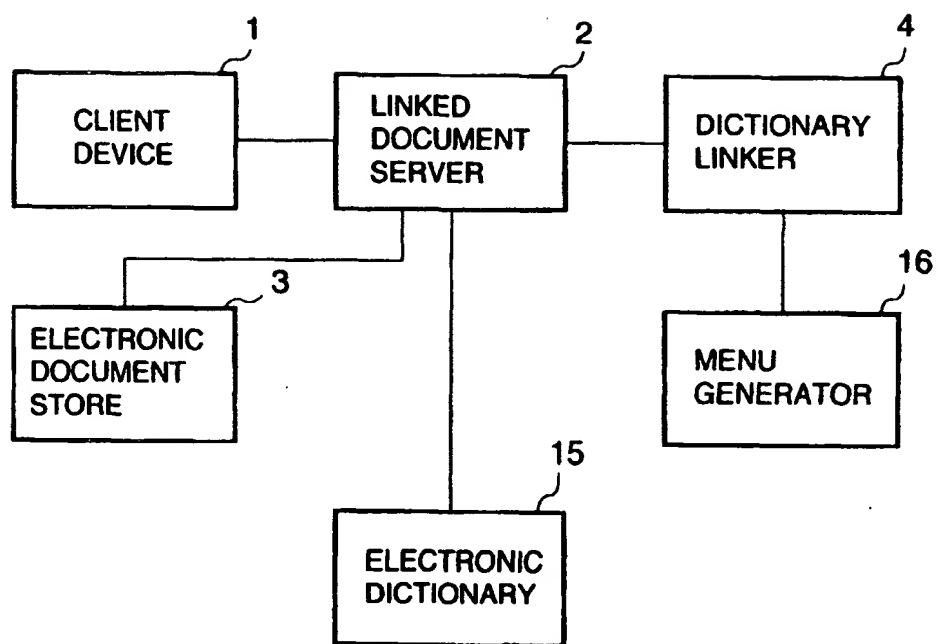 1
CLIENT
DEVICE
2
LINKED
DOCUMENT
SERVER
4
DICTIONARY
LINKER
3
ELECTRONIC
DOCUMENT
STORE
16
MENU
GENERATOR
15
ELECTRONIC
DICTIONARY